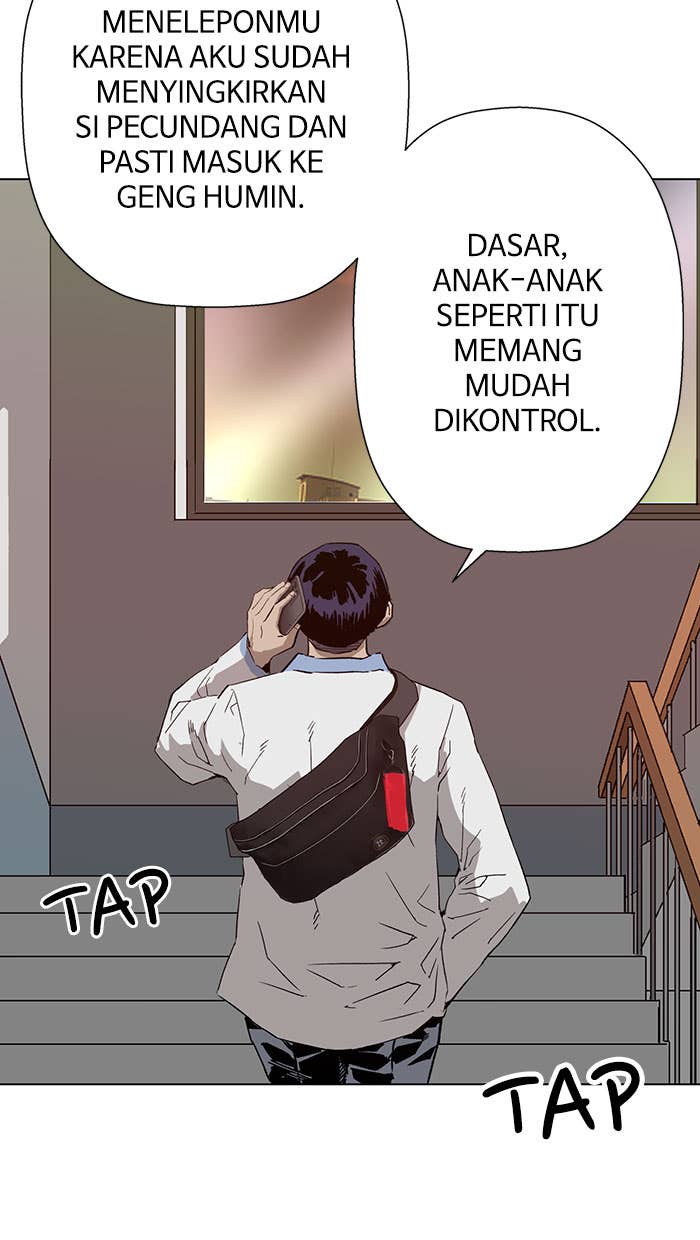 MENELEPONMU
KARENA AKU SUDAH
MENYINGKIRKAN
SI PECUNDANG DAN
PASTI MASUK KE
GENG HUMIN.
DASAR,
ANAK-ANAK
SEPERTI ITU
MEMANG
MUDAH
DIKONTROL.
TAP
TAP